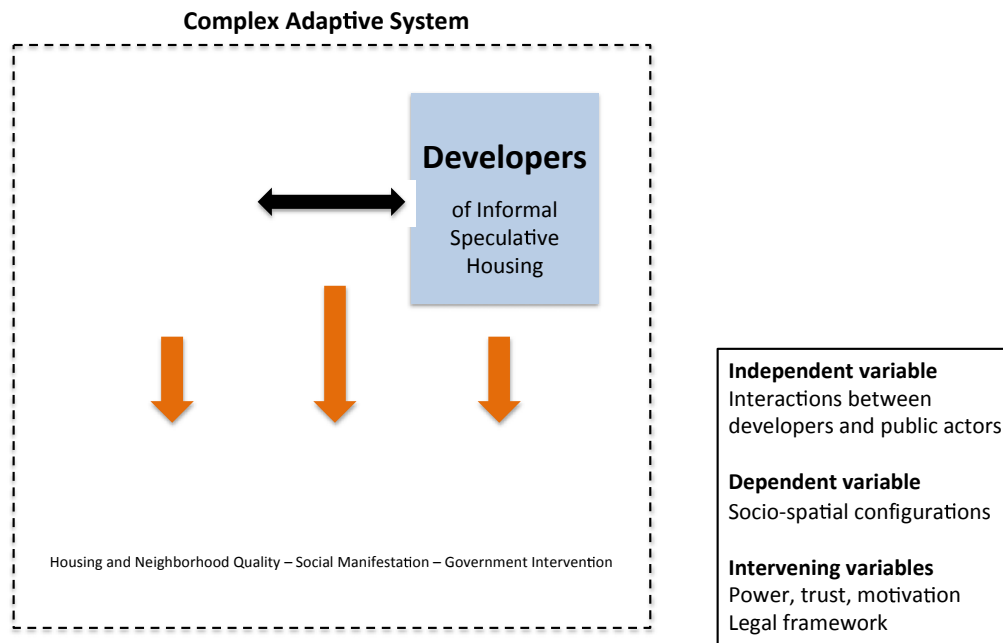 Complex Adaptive System
Developers
of Informal
Speculative
Housing
Housing and Neighborhood Quality – Social Manifestation – Government Intervention
Independent variable
Interactions between
developers and public actors
Dependent variable
Socio-spatial configurations
Intervening variables
Power, trust, motivation
Legal framework